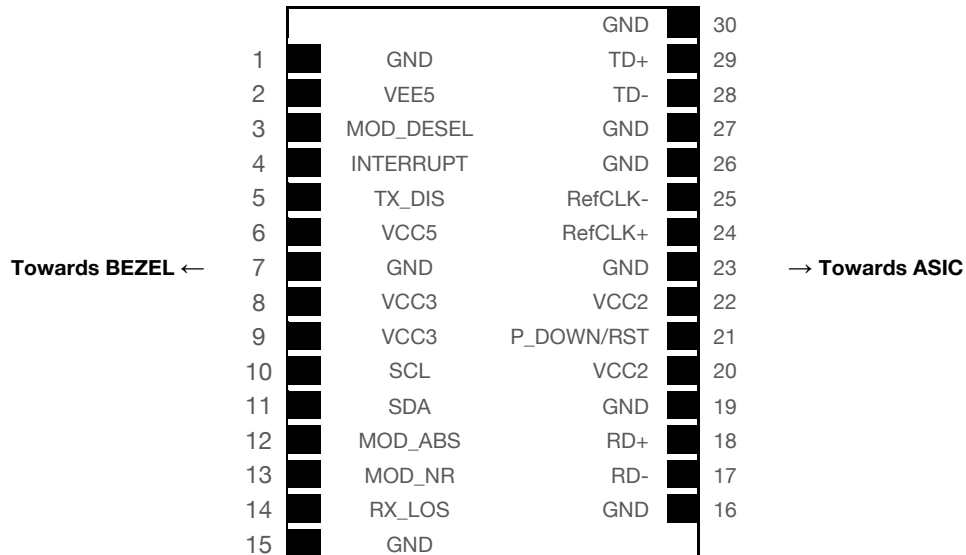 GND 30
1 GND TD+ 29
2 VEE5 TD- 28
3 MOD_DESEL GND 27
4 INTERRUPT GND 26
5 TX_DIS RefCLK- 25
6 VCC5 RefCLK+ 24
Towards BEZEL ← 7 GND GND 23 → Towards ASIC
8 VCC3 VCC2 22
9 VCC3 P_DOWN/RST 21
10 SCL VCC2 20
11 SDA GND 19
12 MOD_ABS RD+ 18
13 MOD_NR RD- 17
14 RX_LOS GND 16
15 GND